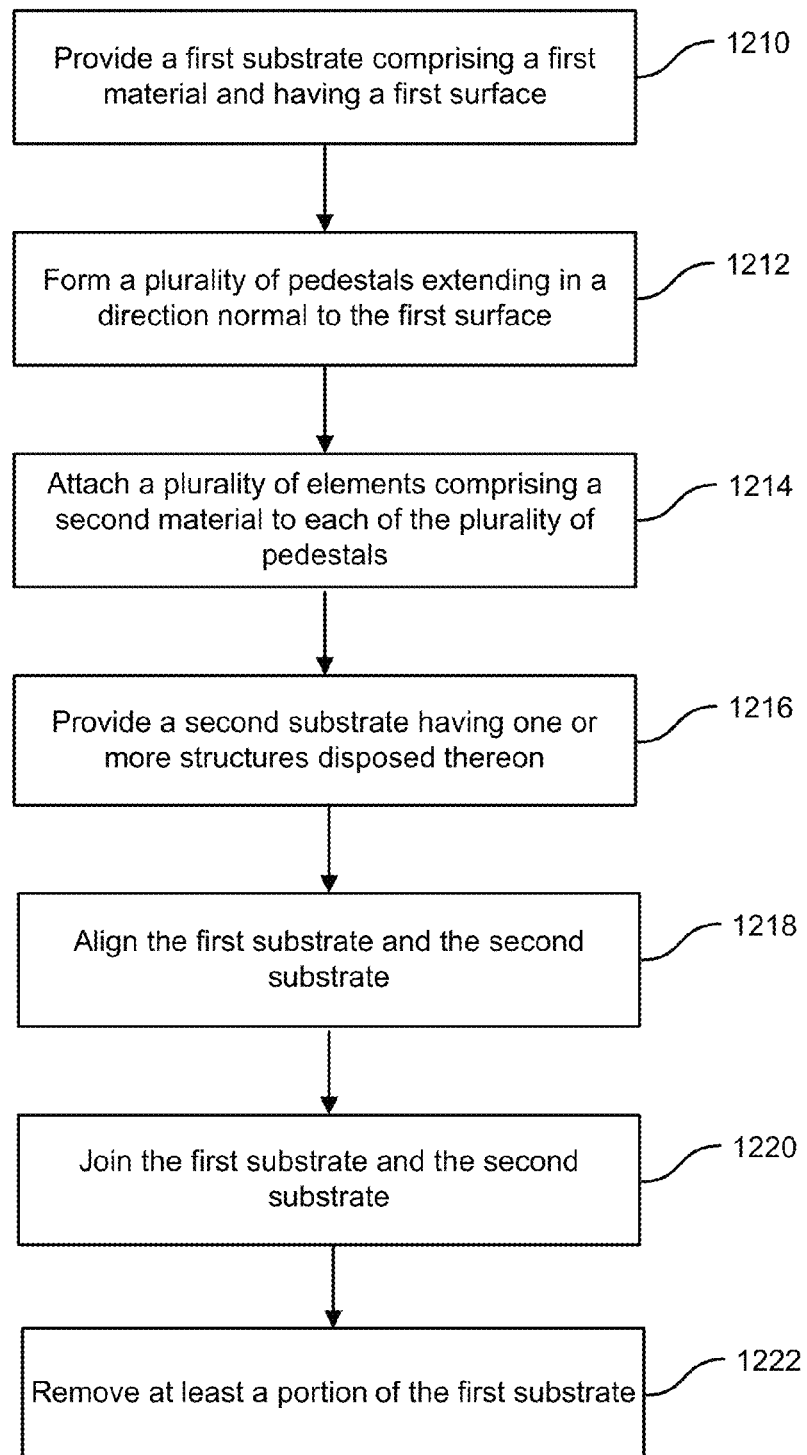 Provide a first substrate comprising a first
material and having a first surface
1210
Form a plurality of pedestals extending in a
direction normal to the first surface
1212
Attach a plurality of elements comprising a
second material to each of the plurality of
pedestals
1214
Provide a second substrate having one or
more structures disposed thereon
1216
Align the first substrate and the second
substrate
1218
Join the first substrate and the second
substrate
1220
Remove at least a portion of the first substrate
1222